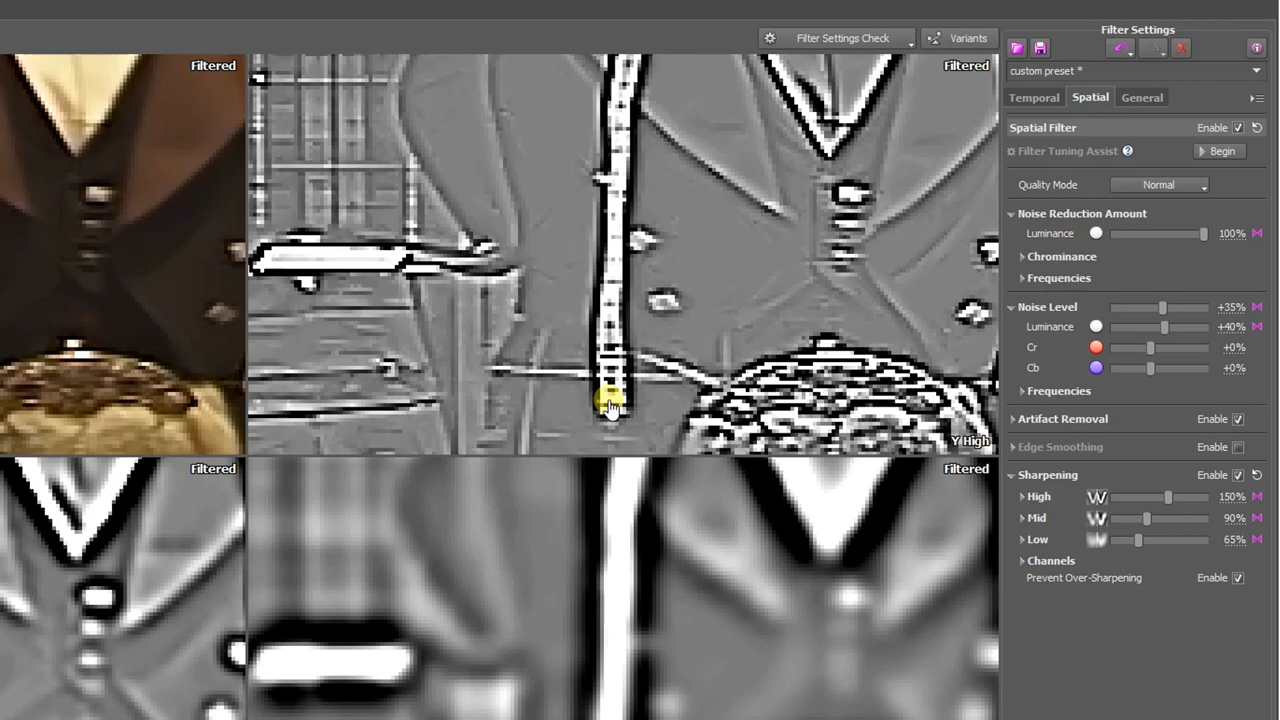 Filter Settings
Filter Settings Check
Variants
Filtered
Filtered
custom preset *
Temporal
Spatial
General
Spatial Filter
Enable
Filter Tuning Assist
Begin
Quality Mode
Normal
Noise Reduction Amount
Luminance
100%
Chrominance
Frequencies
Noise Level
+35%
Luminance
+40%
Cr
+0%
Cb
+0%
Frequencies
Artifact Removal
Enable
Y High
Edge Smoothing
Enable
Filtered
Filtered
Sharpening
Enable
High
150%
Mid
90%
Low
65%
Channels
Prevent Over-Sharpening
Enable